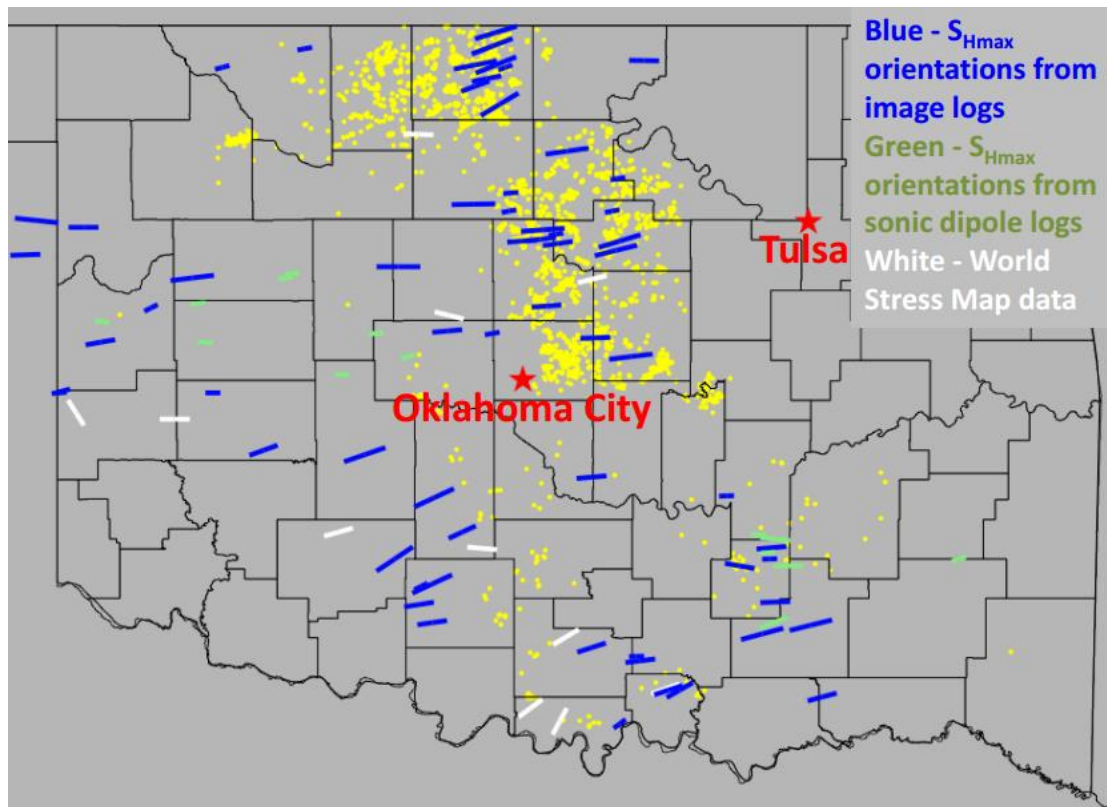 Blue - SHmax
orientations from
image logs
Green - SHmax
orientations from
sonic dipole logs
White - World
Stress Map data
Tulsa
Oklahoma City